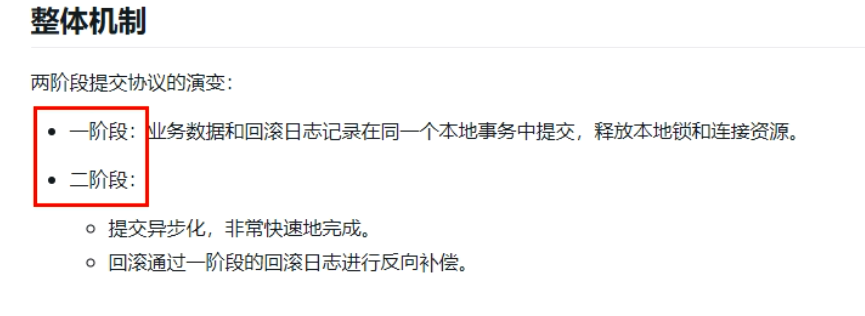 整体机制
两阶段提交协议的演变：
一阶段：业务数据和回滚日志记录在同一个本地事务中提交，释放本地锁和连接资源。
二阶段：
提交异步化，非常快速地完成。
回滚通过一阶段的回滚日志进行反向补偿。